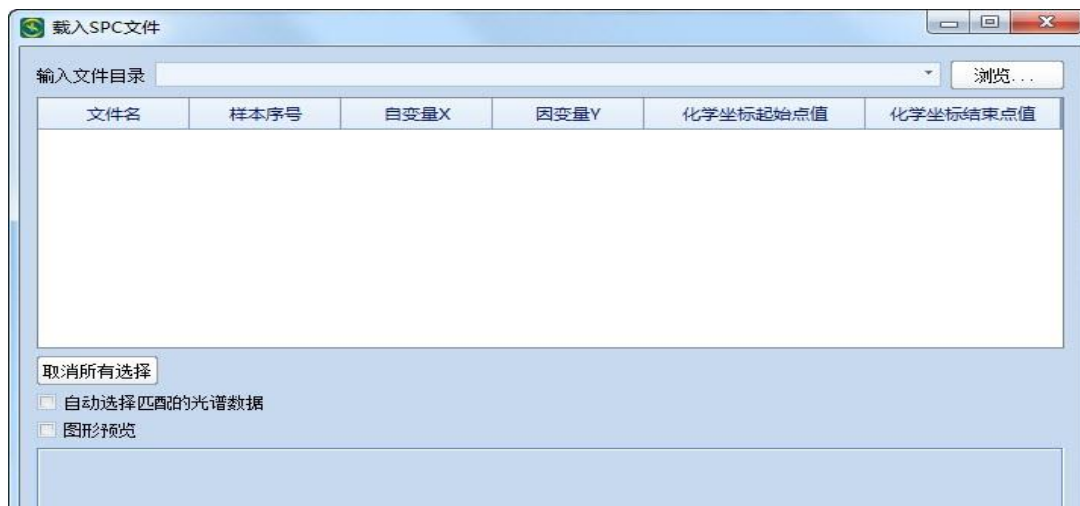 载入SPC文件
输入文件目录 浏览...
文件名 样本序号 自变量X 因变量Y 化学坐标起始点值 化学坐标结束点值
取消所有选择
自动选择匹配的光谱数据
图形预览